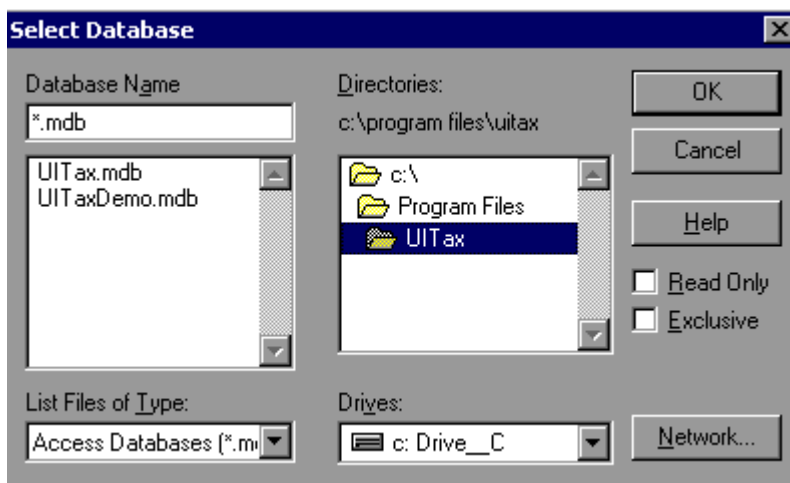 Select Database
Database Name
*.mdb
UITax.mdb
UITaxDemo.mdb
List Files of Type:
Access Databases (*.m
Directories:
c:\program files\uitax
c:\
Program Files
UITax
Drives:
c: Drive__C
OK
Cancel
Help
Read Only
Exclusive
Network...